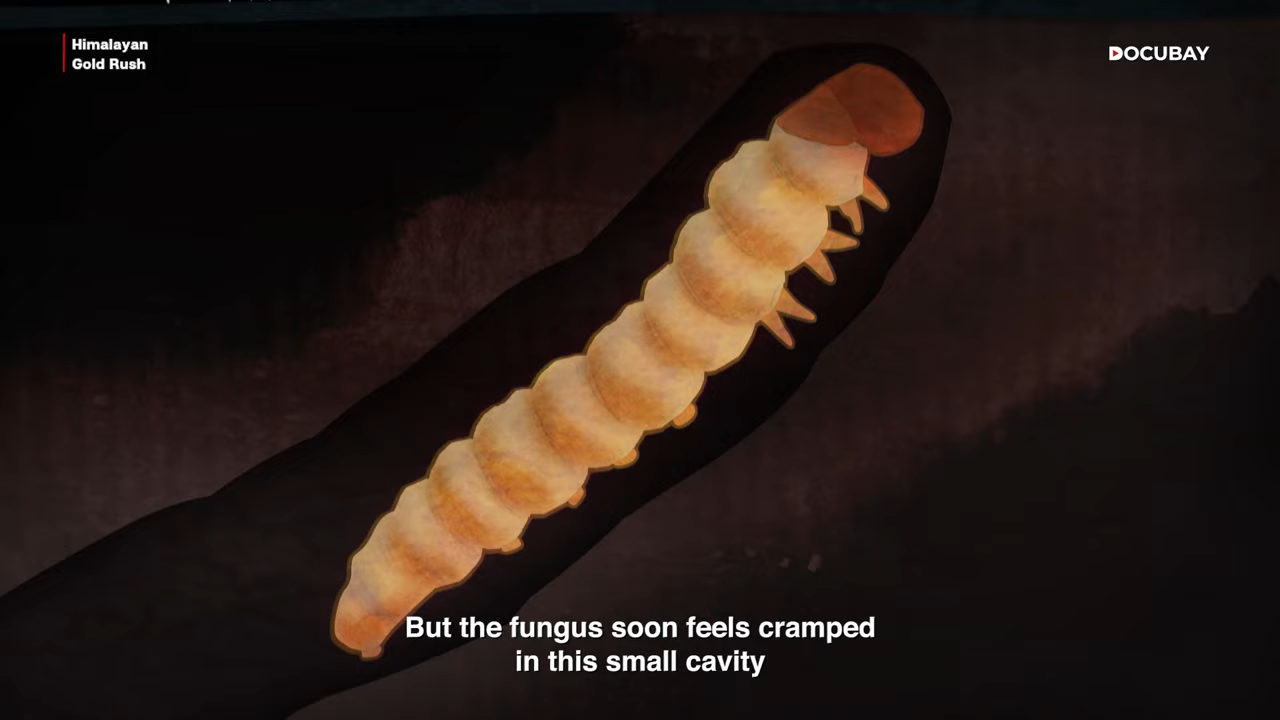 Himalayan
Gold Rush
DOCUBAY
But the fungus soon feels cramped
in this small cavity